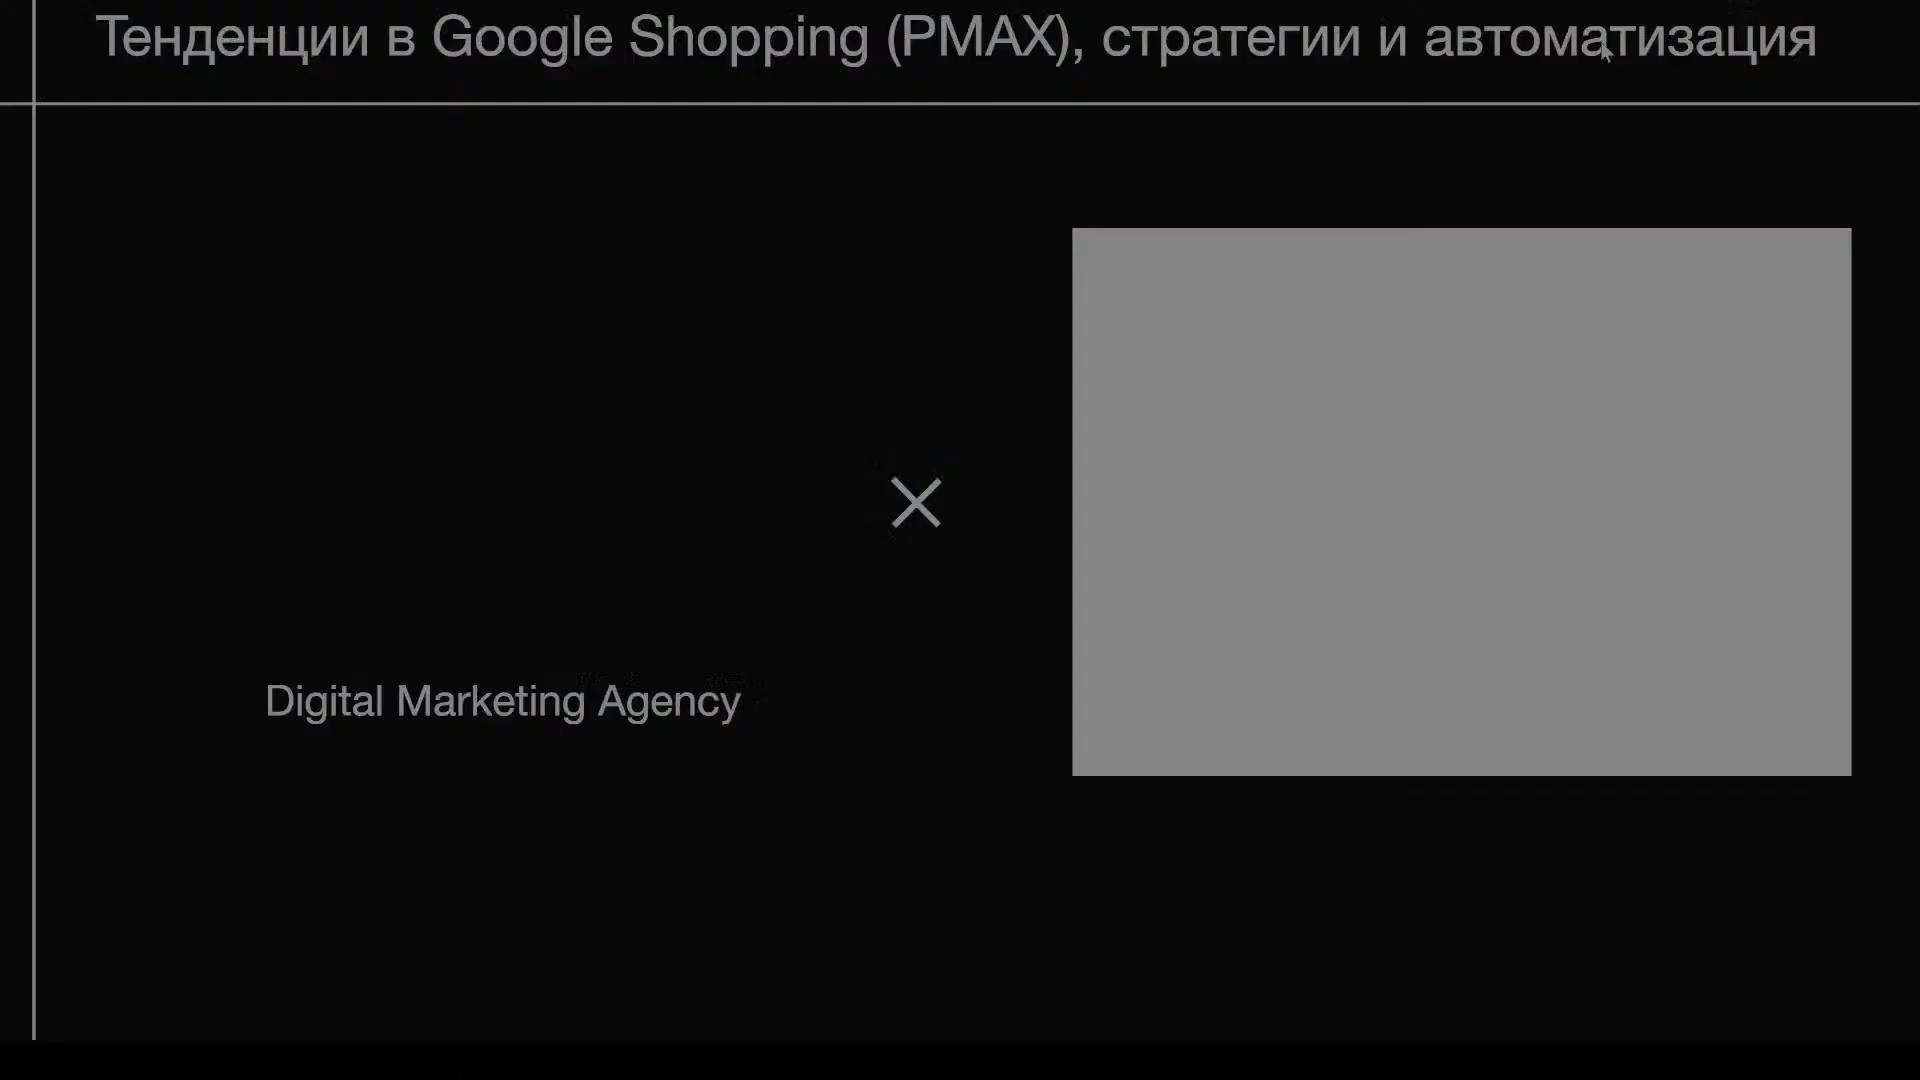 Тенденции в Google Shopping (PMAX), стратегии и автоматизация
Digital Marketing Agency